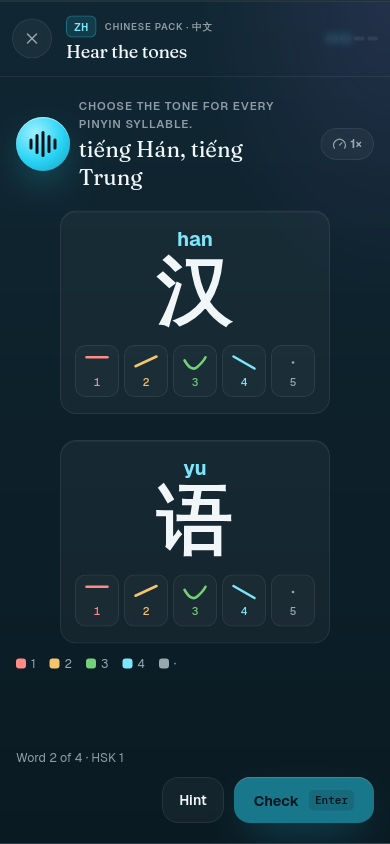 ZH CHINESE PACK · 中文
Hear the tones
CHOOSE THE TONE FOR EVERY
PINYIN SYLLABLE.
tiếng Hán, tiếng
Trung
1×
han
汉
1 2 3 4 5
yu
语
1 2 3 4 5
1 2 3 4 ·
Word 2 of 4 · HSK 1
Hint
Check Enter